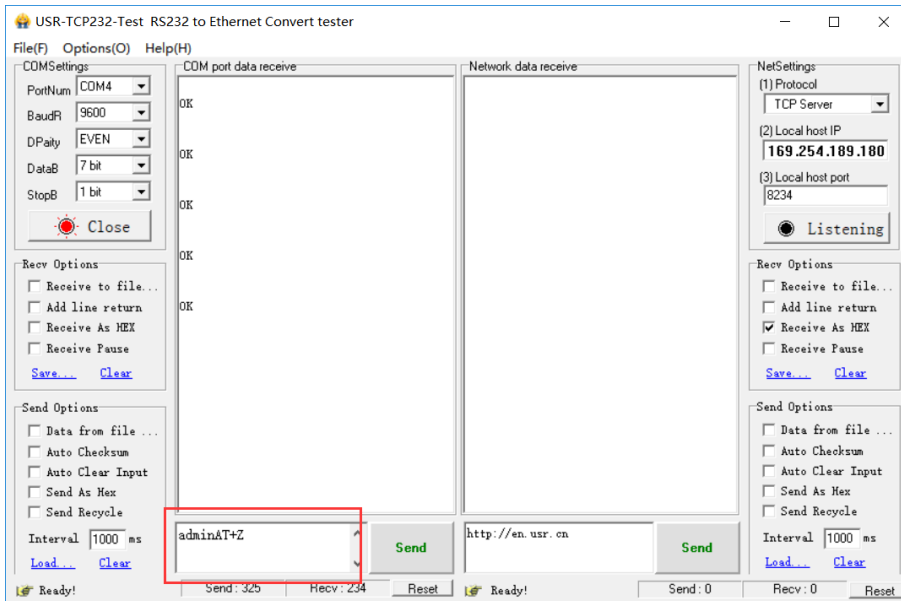 USR-TCP232-Test RS232 to Ethernet Convert tester
File(F) Options(O) Help(H)
COMSettings
PortNum COM4
BaudR 9600
DPaity EVEN
DataB 7 bit
StopB 1 bit
Close
Recv Options
Receive to file...
Add line return
Receive As HEX
Receive Pause
Save... Clear
Send Options
Data from file ...
Auto Checksum
Auto Clear Input
Send As Hex
Send Recycle
Interval 1000 ms
Load... Clear
Ready!
COM port data receive
OK
OK
OK
OK
OK
adminAT+Z
Send
Send : 325 Recv : 234 Reset
Network data receive
http://en.usr.cn
Send
Ready! Send : 0 Recv : 0 Reset
NetSettings
(1) Protocol
TCP Server
(2) Local host IP
169.254.189.180
(3) Local host port
8234
Listening
Recv Options
Receive to file...
Add line return
Receive As HEX
Receive Pause
Save... Clear
Send Options
Data from file ...
Auto Checksum
Auto Clear Input
Send As Hex
Send Recycle
Interval 1000 ms
Load... Clear